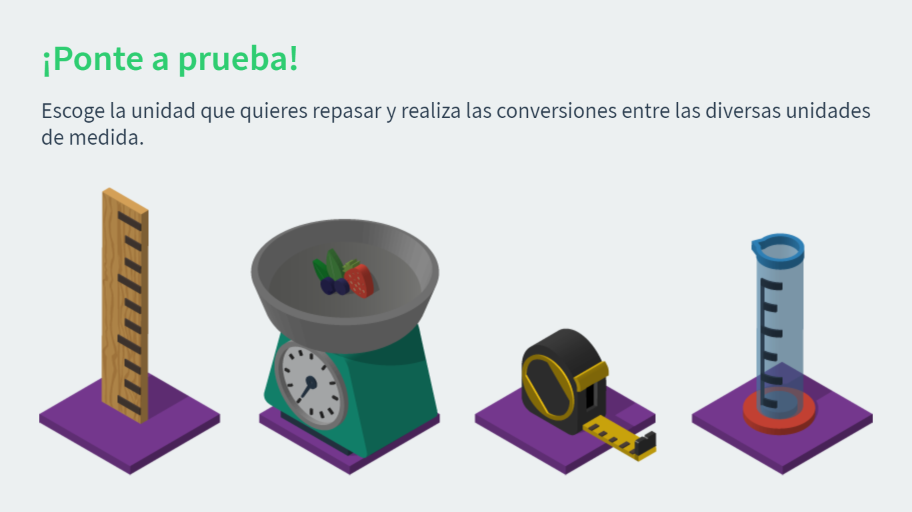 ¡Ponte a prueba!
Escoge la unidad que quieres repasar y realiza las conversiones entre las diversas unidades
de medida.